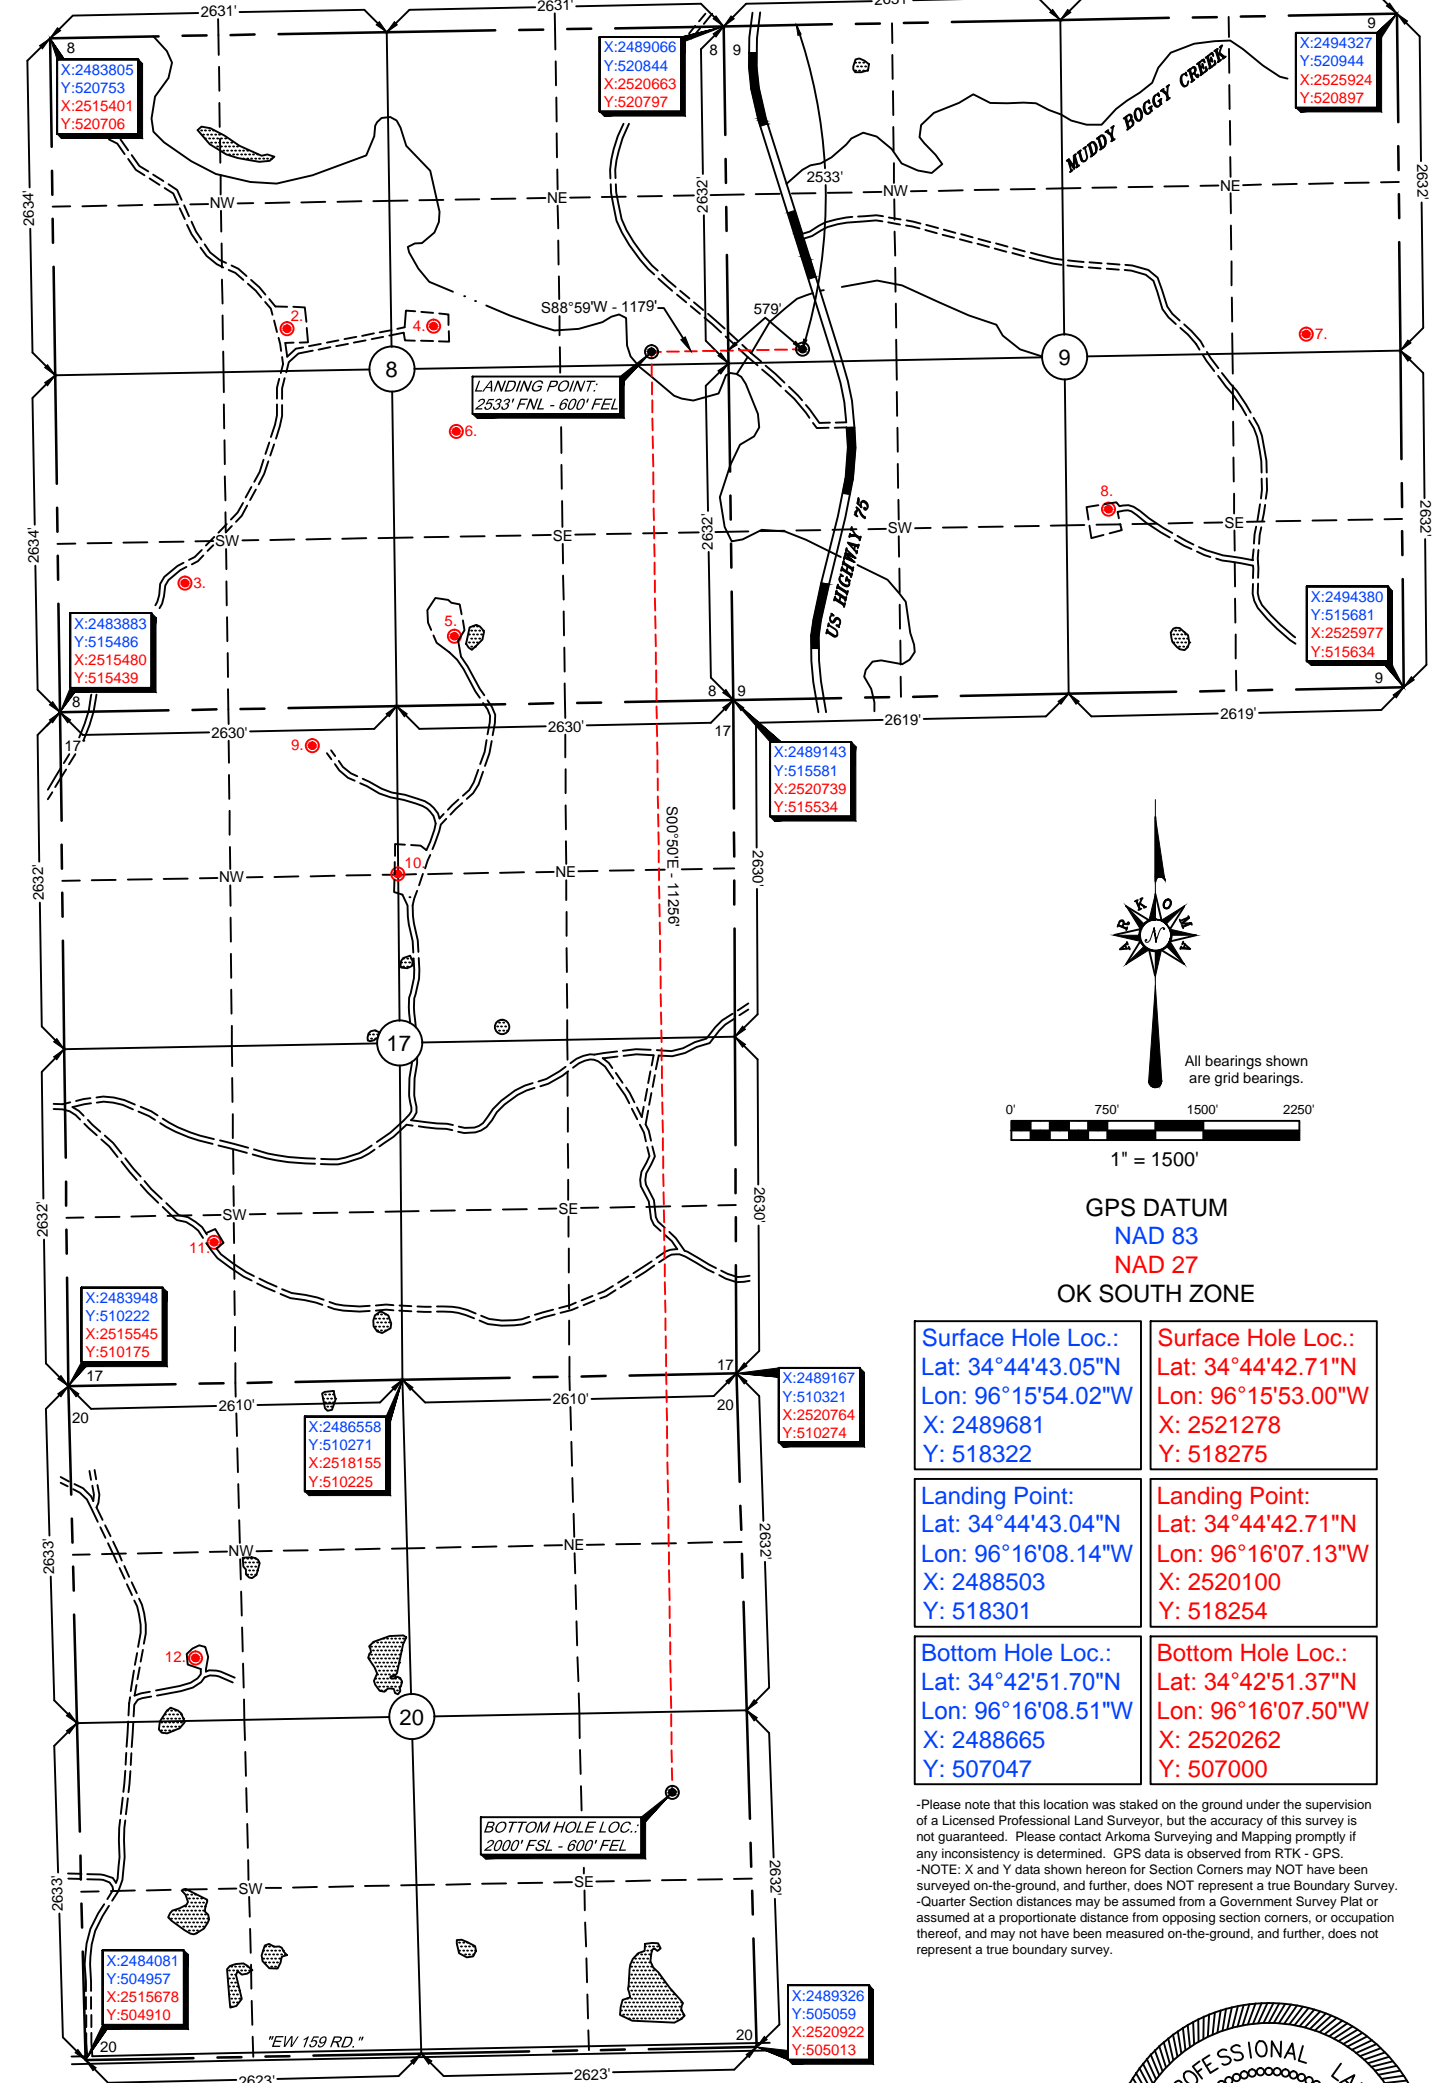 2631'
2631'
2631'
8
X:2483805
Y:520753
X:2515401
Y:520706
X:2489066
Y:520844
X:2520663
Y:520797
8
9
9
X:2494327
Y:520944
X:2525924
Y:520897
MUDDY BOGGY CREEK
2634'
NW
NE
2632'
2533'
NW
NE
2632'
2.
4.
S88°59'W - 1179'
579'
7.
8
9
LANDING POINT:
2533' FNL - 600' FEL
6.
2634'
SW
SE
2632'
US HIGHWAY 75
SW
8.
SE
2632'
3.
5.
X:2483883
Y:515486
X:2515480
Y:515439
X:2494380
Y:515681
X:2525977
Y:515634
8
8
9
9
17
2630'
2630'
17
2619'
2619'
9.
X:2489143
Y:515581
X:2520739
Y:515534
S00°50'E - 11256'
2632'
NW
10.
NE
2630'
ARKOMA
N
17
All bearings shown
are grid bearings.
0'
750'
1500'
2250'
1" = 1500'
2632'
SW
SE
2630'
11.
GPS DATUM
NAD 83
NAD 27
OK SOUTH ZONE
X:2483948
Y:510222
X:2515545
Y:510175
17
17
20
2610'
2610'
20
X:2489167
Y:510321
X:2520764
Y:510274
X:2486558
Y:510271
X:2518155
Y:510225
Surface Hole Loc.:
Lat: 34°44'43.05"N
Lon: 96°15'54.02"W
X: 2489681
Y: 518322
Surface Hole Loc.:
Lat: 34°44'42.71"N
Lon: 96°15'53.00"W
X: 2521278
Y: 518275
Landing Point:
Lat: 34°44'43.04"N
Lon: 96°16'08.14"W
X: 2488503
Y: 518301
Landing Point:
Lat: 34°44'42.71"N
Lon: 96°16'07.13"W
X: 2520100
Y: 518254
Bottom Hole Loc.:
Lat: 34°42'51.70"N
Lon: 96°16'08.51"W
X: 2488665
Y: 507047
Bottom Hole Loc.:
Lat: 34°42'51.37"N
Lon: 96°16'07.50"W
X: 2520262
Y: 507000
2633'
NW
NE
2632'
12.
20
BOTTOM HOLE LOC.:
2000' FSL - 600' FEL
2633'
SW
SE
2632'
-Please note that this location was staked on the ground under the supervision
of a Licensed Professional Land Surveyor, but the accuracy of this survey is
not guaranteed.  Please contact Arkoma Surveying and Mapping promptly if
any inconsistency is determined.  GPS data is observed from RTK - GPS.
-NOTE: X and Y data shown hereon for Section Corners may NOT have been
surveyed on-the-ground, and further, does NOT represent a true Boundary Survey.
-Quarter Section distances may be assumed from a Government Survey Plat or
assumed at a proportionate distance from opposing section corners, or occupation
thereof, and may not have been measured on-the-ground, and further, does not
represent a true boundary survey.
X:2484081
Y:504957
X:2515678
Y:504910
X:2489326
Y:505059
X:2520922
Y:505013
20
"EW 159 RD."
20
2623'
2623'
PROFESSIONAL